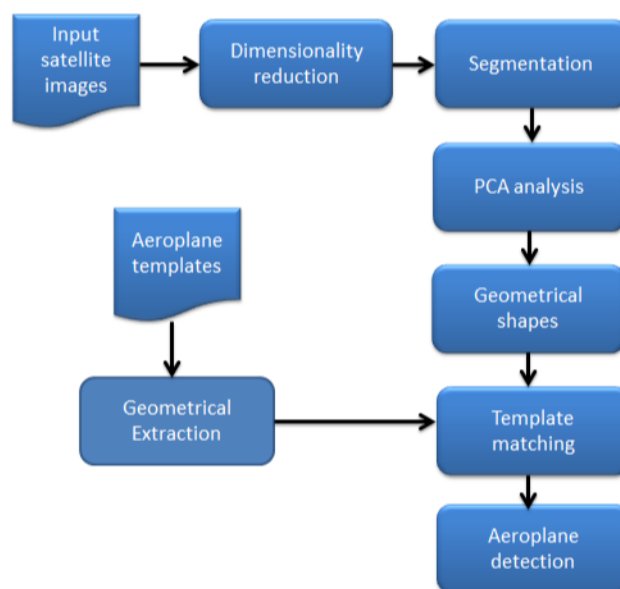 Input
satellite
images
Dimensionality
reduction
Segmentation
PCA analysis
Aeroplane
templates
Geometrical
shapes
Geometrical
Extraction
Template
matching
Aeroplane
detection